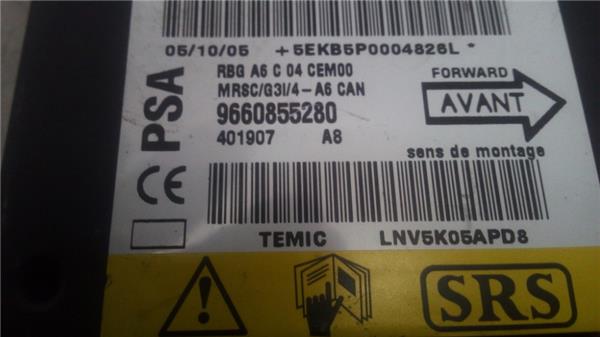 05/10/05 +5EKB5P0004826L *
RBG A6 C 04 CEM00
MRSC/G3I/4-A6 CAN
9660855280
401907 A8
PSA
CE
FORWARD
AVANT
sens de montage
TEMIC LNV5K05APD8
SRS